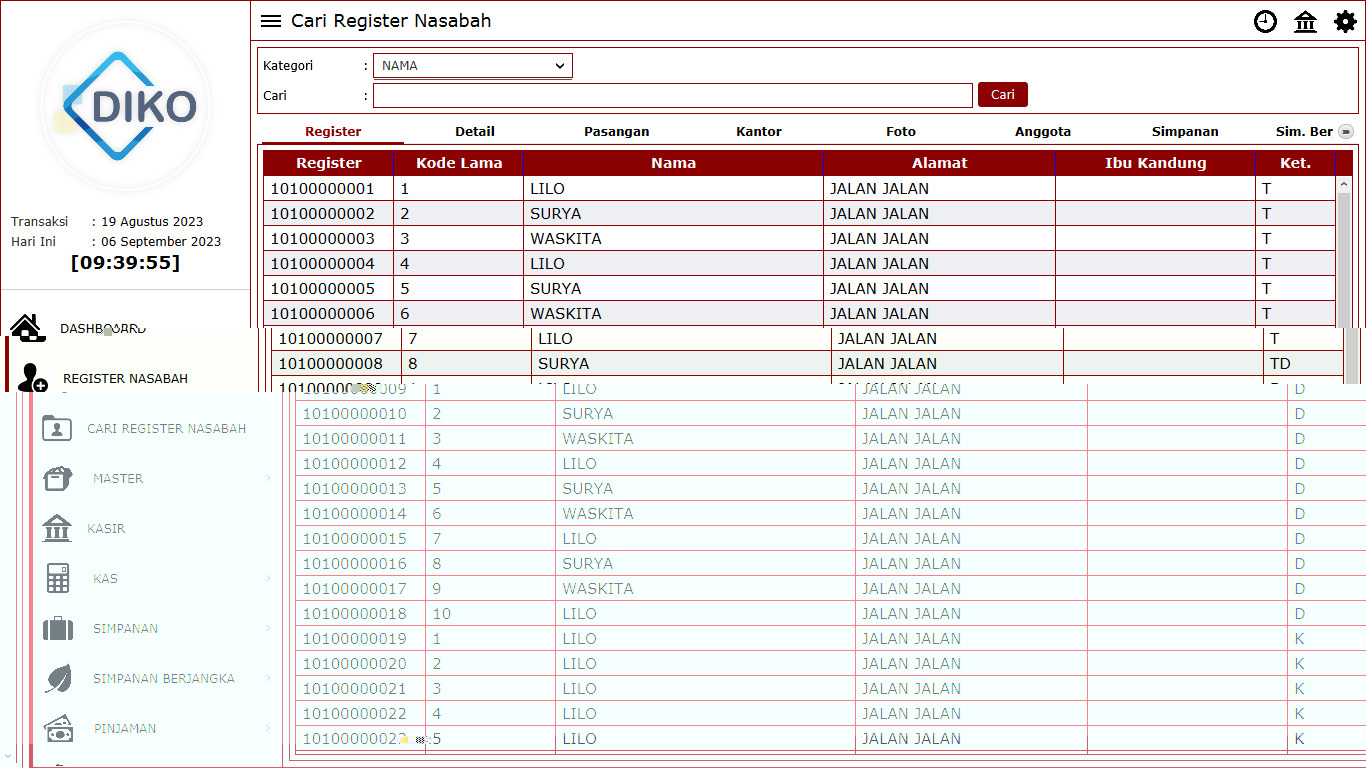 Cari Register Nasabah
Kategori : NAMA
Cari : Cari
DIKO
Transaksi : 19 Agustus 2023
Hari Ini : 06 September 2023
[09:39:55]
DASHBOARD
REGISTER NASABAH
CARI REGISTER NASABAH
MASTER
KASIR
KAS
SIMPANAN
SIMPANAN BERJANGKA
PINJAMAN
Register Detail Pasangan Kantor Foto Anggota Simpanan Sim. Ber
Register Kode Lama Nama Alamat Ibu Kandung Ket.
10100000001 1 LILO JALAN JALAN T
10100000002 2 SURYA JALAN JALAN T
10100000003 3 WASKITA JALAN JALAN T
10100000004 4 LILO JALAN JALAN T
10100000005 5 SURYA JALAN JALAN T
10100000006 6 WASKITA JALAN JALAN T
10100000007 7 LILO JALAN JALAN T
10100000008 8 SURYA JALAN JALAN TD
1 LILO JALAN JALAN D
10100000010 2 SURYA JALAN JALAN D
10100000011 3 WASKITA JALAN JALAN D
10100000012 4 LILO JALAN JALAN D
10100000013 5 SURYA JALAN JALAN D
10100000014 6 WASKITA JALAN JALAN D
10100000015 7 LILO JALAN JALAN D
10100000016 8 SURYA JALAN JALAN D
10100000017 9 WASKITA JALAN JALAN D
10100000018 10 LILO JALAN JALAN D
10100000019 1 LILO JALAN JALAN K
10100000020 2 LILO JALAN JALAN K
10100000021 3 LILO JALAN JALAN K
10100000022 4 LILO JALAN JALAN K
10100000023 5 LILO JALAN JALAN K